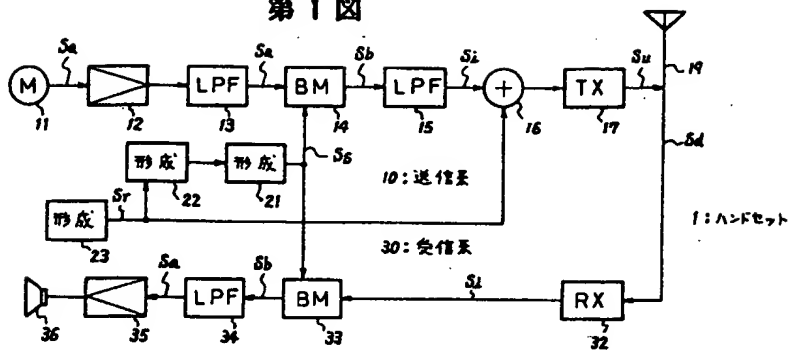 第1図
Sa Sa Sb Si Su
M LPF BM LPF + TX 19
11 12 13 14 15 16 17
Sd
形成 形成 Ss 10:送信系
22 21
Sr
形成 1:ハンドセット
23 30:受信系
Sa Sb Si
LPF BM RX
36 35 34 33 32